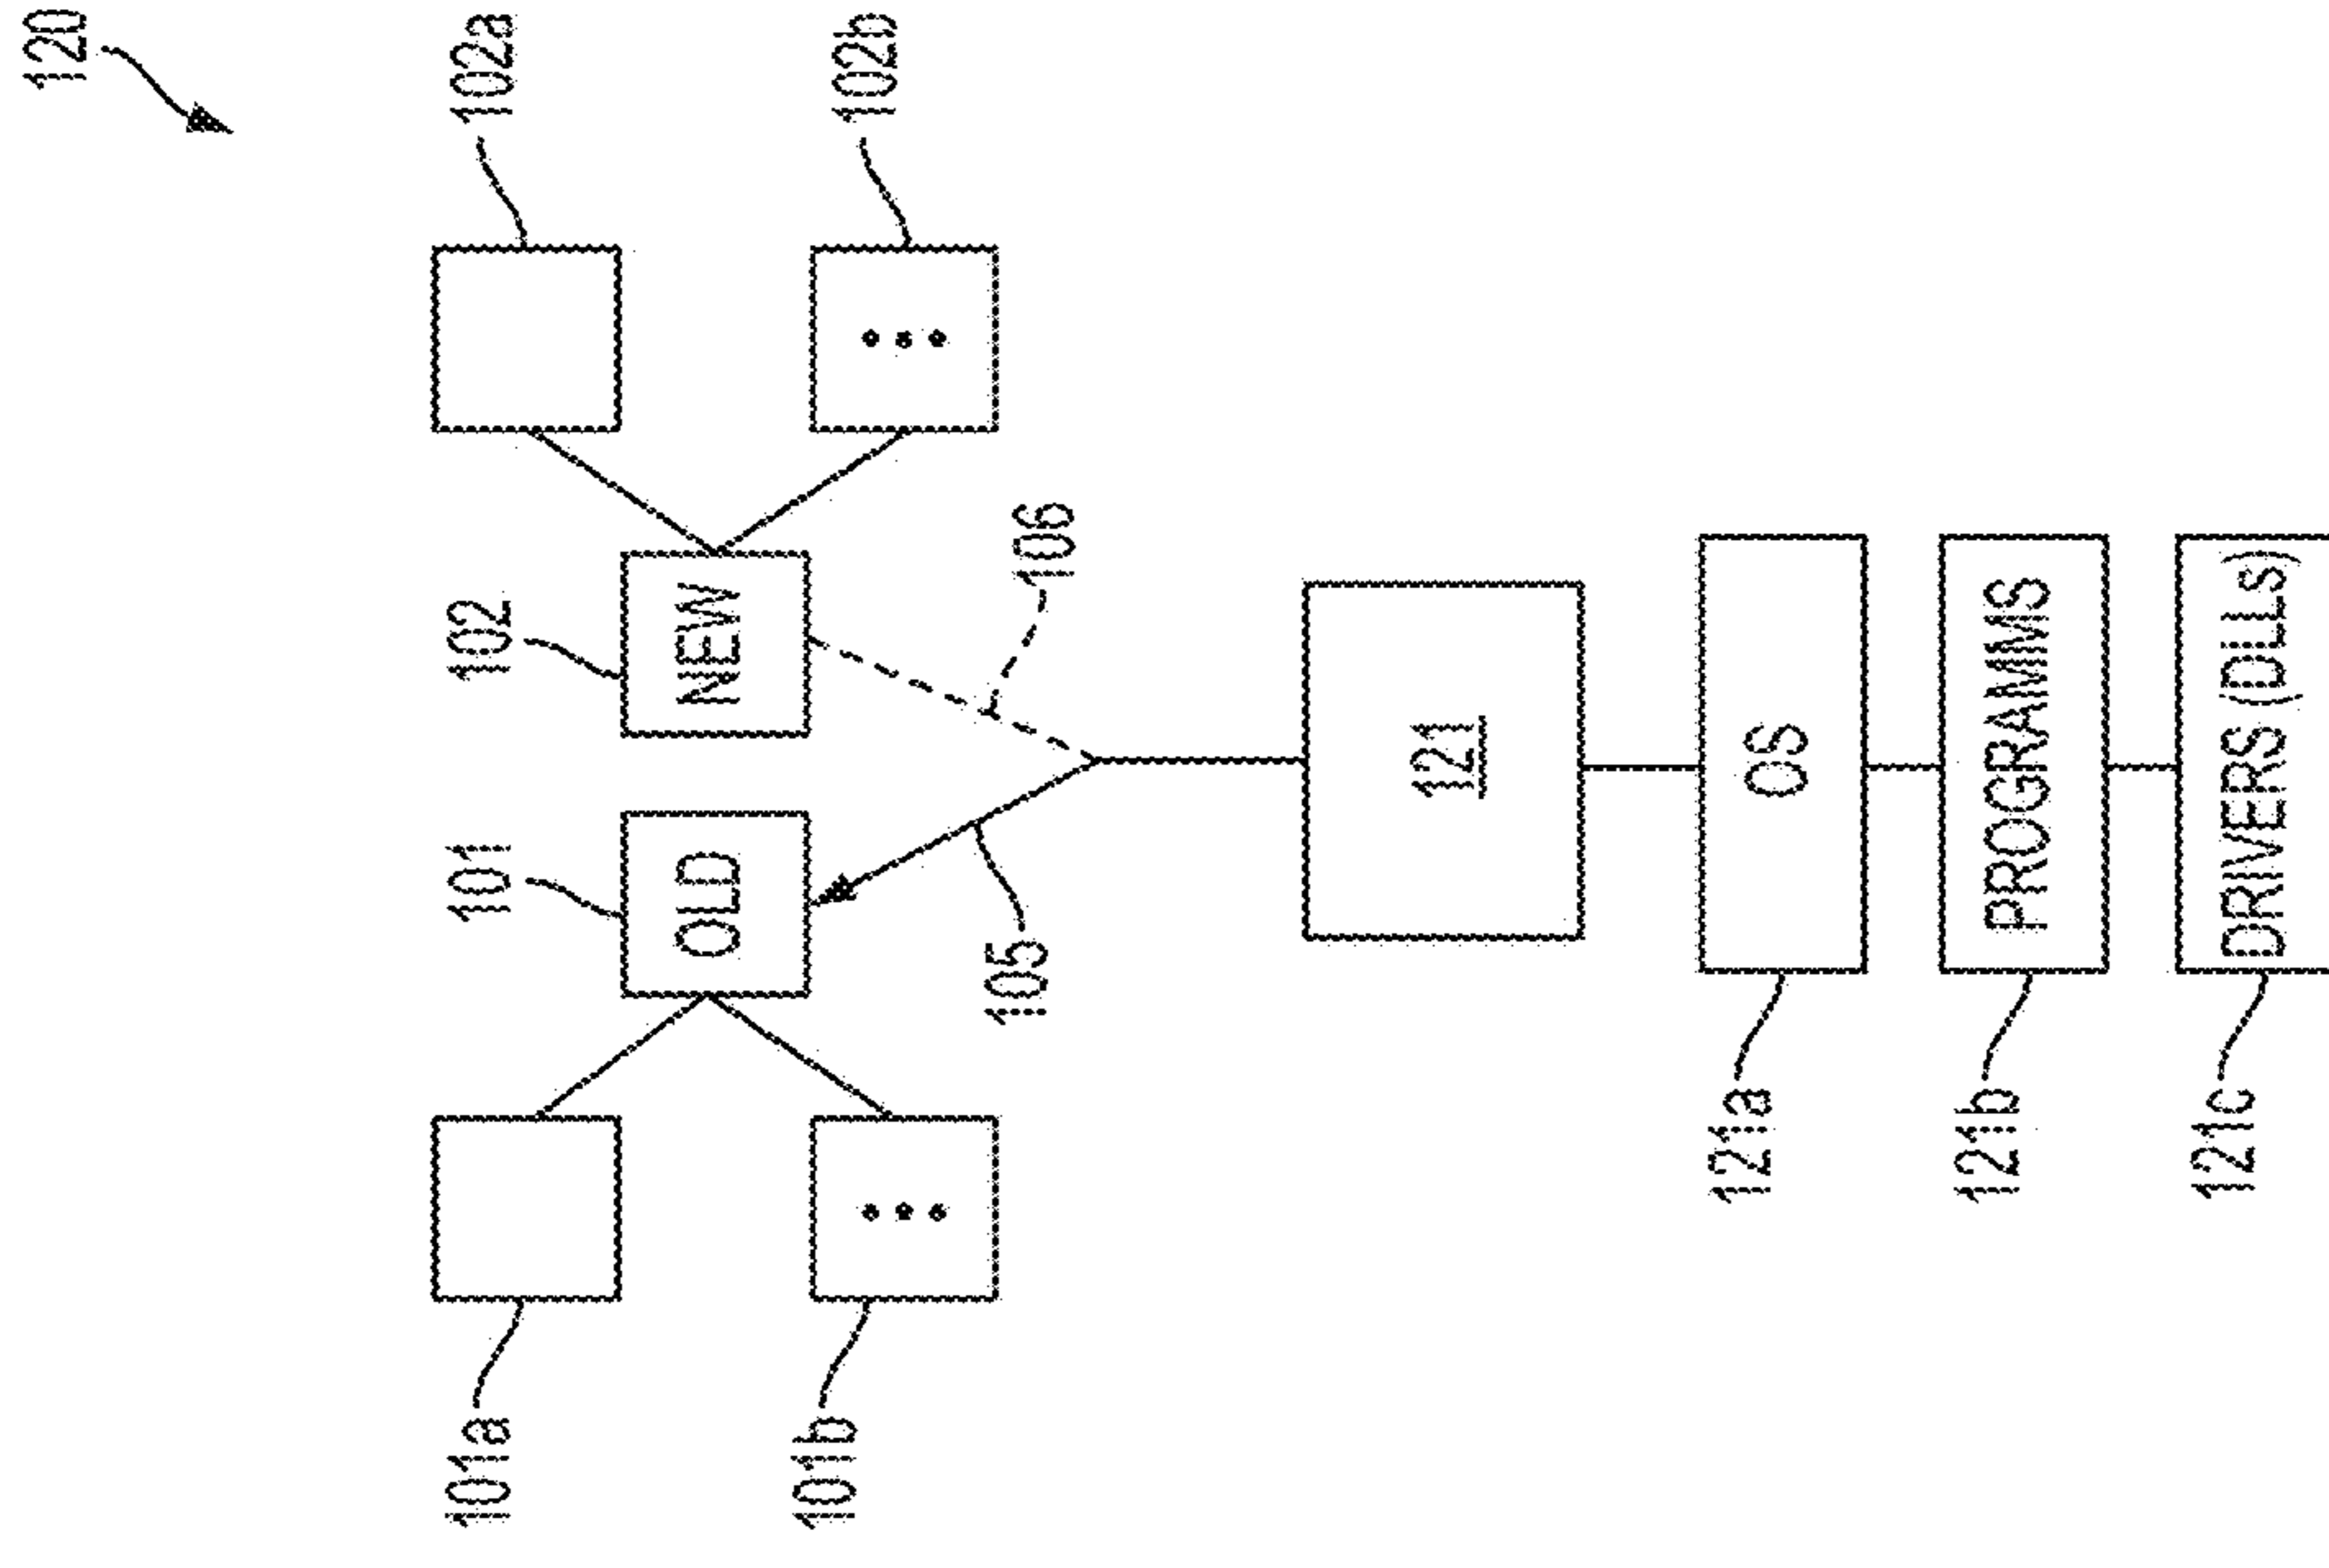 120
101a 101 102 102a
OLD NEW
101b 102b
105 106
121
121a OS
121b PROGRAMMS
121c DRIVERS (DLLs)